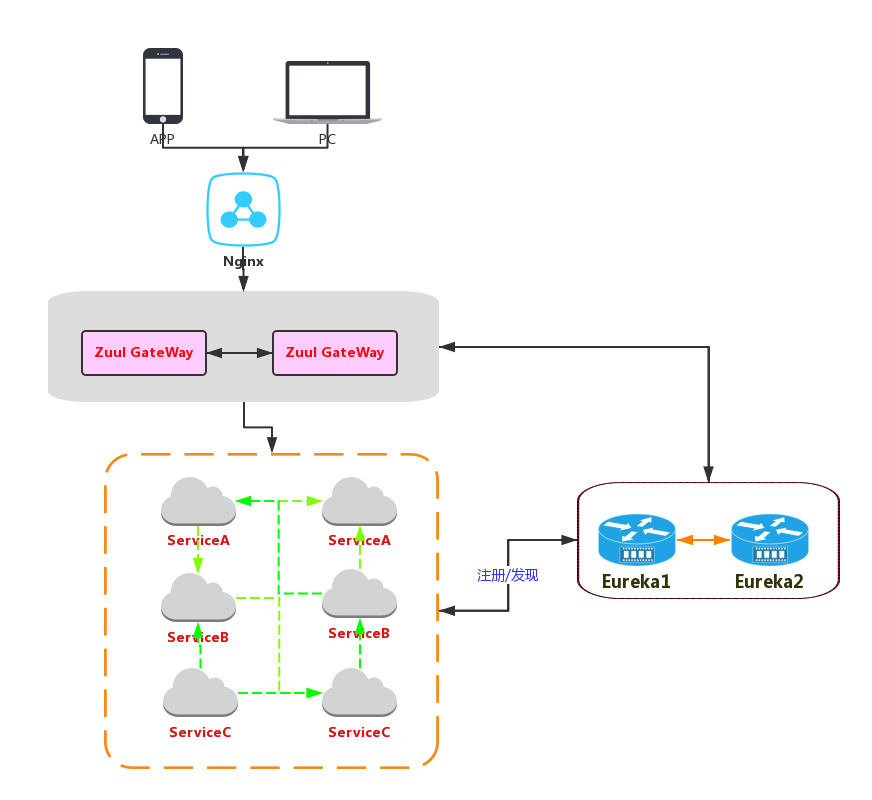 APP
PC
Nginx
Zuul GateWay
Zuul GateWay
ServiceA
ServiceA
注册/发现
Eureka1
Eureka2
ServiceB
ServiceB
ServiceC
ServiceC